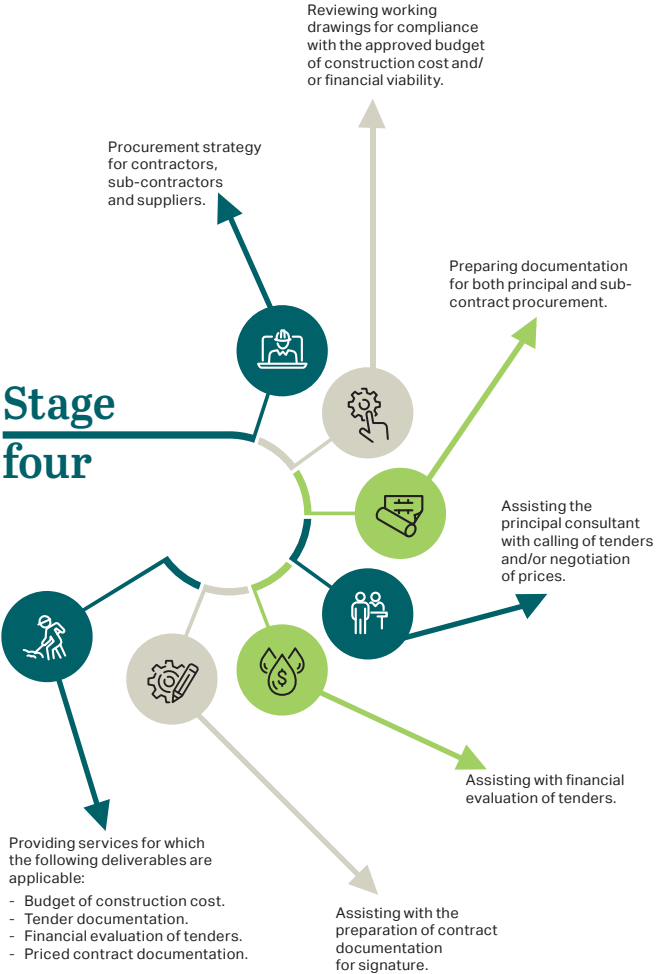 Reviewing working
drawings for compliance
with the approved budget
of construction cost and/
or financial viability.
Procurement strategy
for contractors,
sub-contractors
and suppliers.
Preparing documentation
for both principal and sub-
contract procurement.
Stage
four
Assisting the
principal consultant
with calling of tenders
and/or negotiation
of prices.
$
Assisting with financial
evaluation of tenders.
Providing services for which
the following deliverables are
applicable:
- Budget of construction cost.
- Tender documentation.
- Financial evaluation of tenders.
- Priced contract documentation.
Assisting with the
preparation of contract
documentation
for signature.